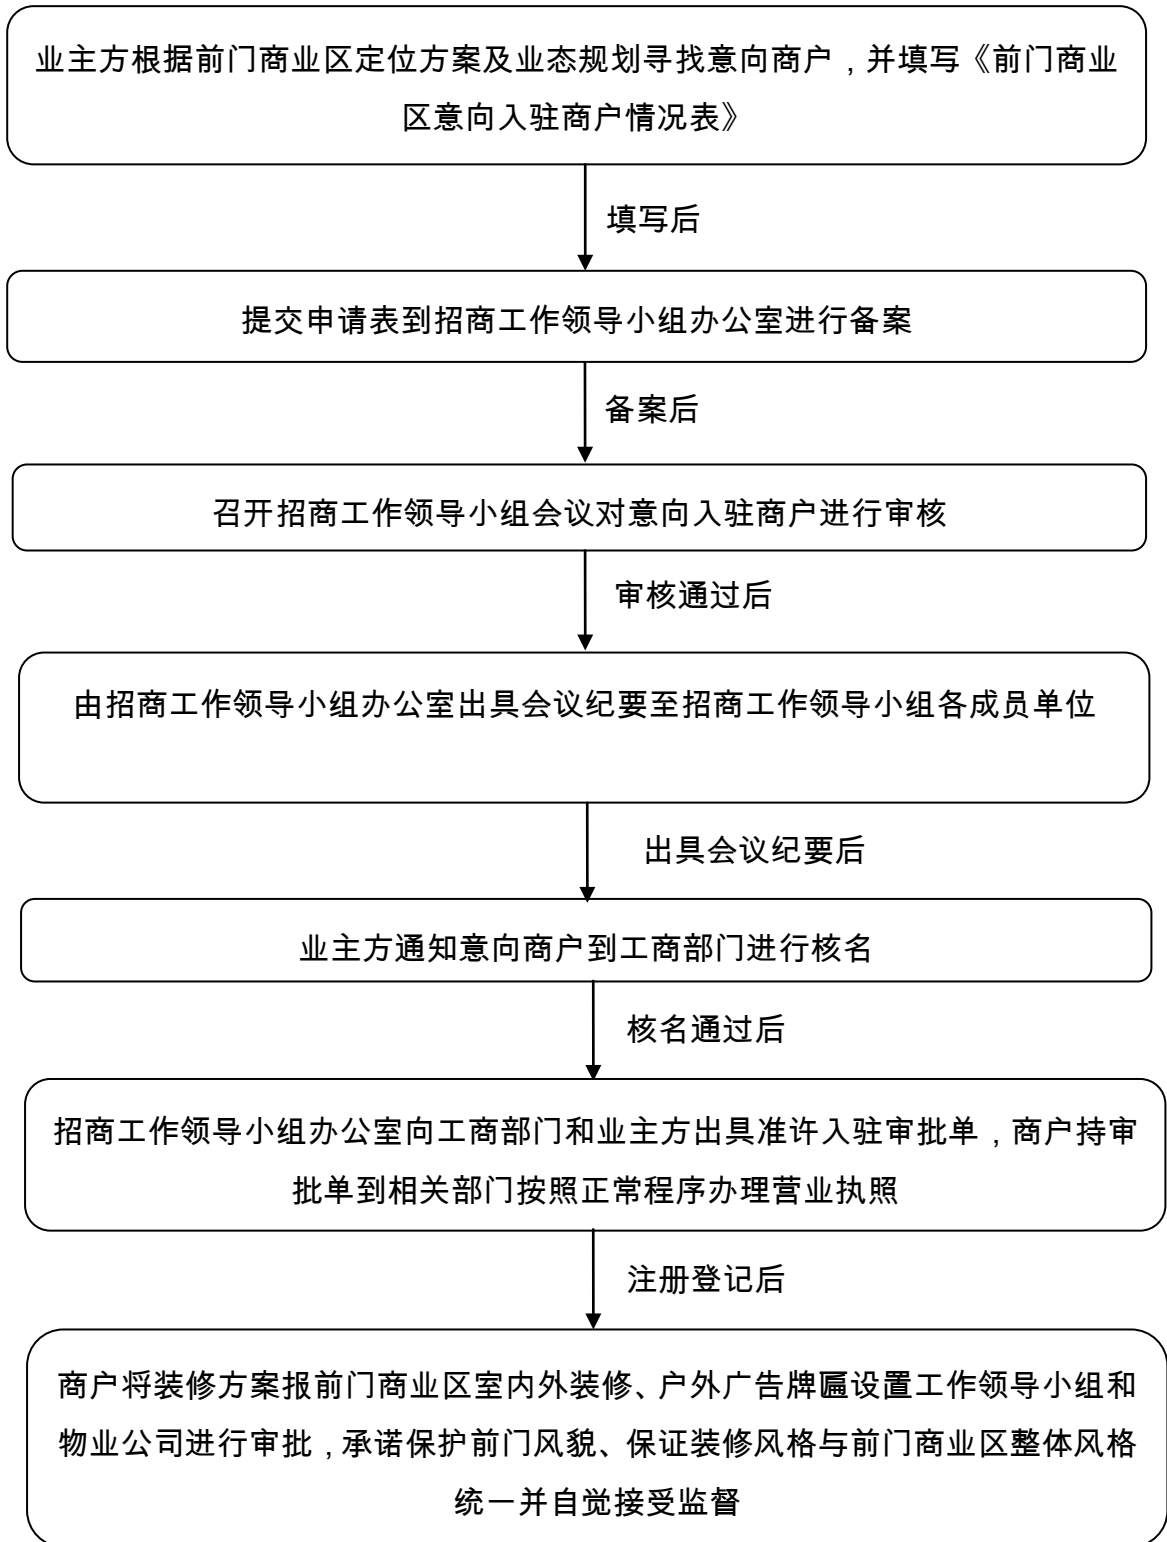 业主方根据前门商业区定位方案及业态规划寻找意向商户，并填写《前门商业
区意向入驻商户情况表》
填写后
提交申请表到招商工作领导小组办公室进行备案
备案后
召开招商工作领导小组会议对意向入驻商户进行审核
审核通过后
由招商工作领导小组办公室出具会议纪要至招商工作领导小组各成员单位
出具会议纪要后
业主方通知意向商户到工商部门进行核名
核名通过后
招商工作领导小组办公室向工商部门和业主方出具准许入驻审批单，商户持审
批单到相关部门按照正常程序办理营业执照
注册登记后
商户将装修方案报前门商业区室内外装修、户外广告牌匾设置工作领导小组和
物业公司进行审批，承诺保护前门风貌、保证装修风格与前门商业区整体风格
统一并自觉接受监督